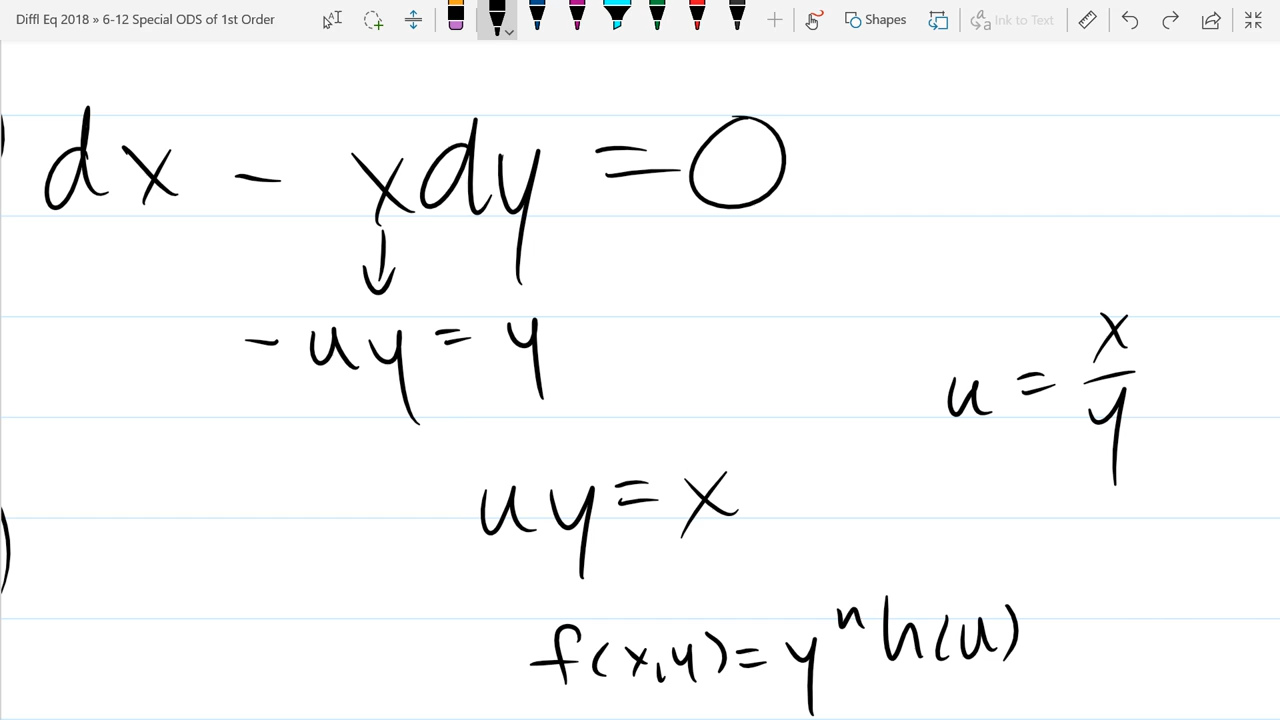 Diffl Eq 2018 » 6-12 Special ODS of 1st Order
Shapes
Ink to Text
) dx - xdy = 0
↓
- uy = y
u = x/y
uy = x
)
f(x,y) = yⁿ h(u)